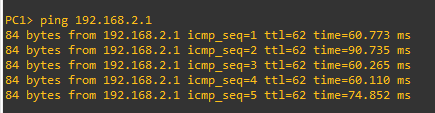 PC1> ping 192.168.2.1
84 bytes from 192.168.2.1 icmp_seq=1 ttl=62 time=60.773 ms
84 bytes from 192.168.2.1 icmp_seq=2 ttl=62 time=90.735 ms
84 bytes from 192.168.2.1 icmp_seq=3 ttl=62 time=60.265 ms
84 bytes from 192.168.2.1 icmp_seq=4 ttl=62 time=60.110 ms
84 bytes from 192.168.2.1 icmp_seq=5 ttl=62 time=74.852 ms